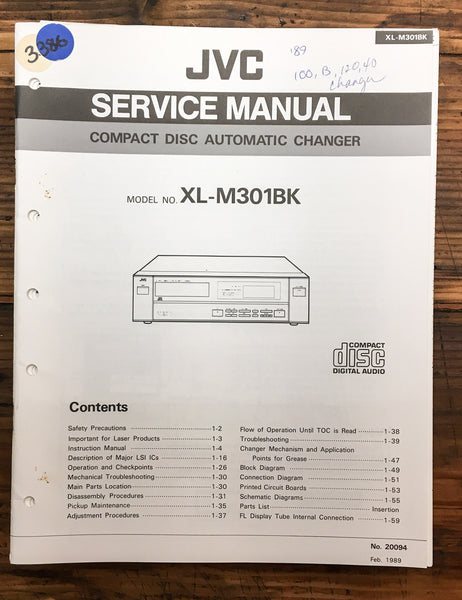 XL-M301BK
3386
JVC
'89
100, B, 120, 40
changer
SERVICE MANUAL
COMPACT DISC AUTOMATIC CHANGER
MODEL NO. XL-M301BK
JVC
COMPACT
disc
DIGITAL AUDIO
Contents
Safety Precautions 1-2
Important for Laser Products 1-3
Instruction Manual 1-4
Description of Major LSI ICs 1-16
Operation and Checkpoints 1-26
Mechanical Troubleshooting 1-30
Main Parts Location 1-30
Disassembly Procedures 1-31
Pickup Maintenance 1-35
Adjustment Procedures 1-37
Flow of Operation Until TOC is Read 1-38
Troubleshooting 1-39
Changer Mechanism and Application
Points for Grease 1-47
Block Diagram 1-49
Connection Diagram 1-51
Printed Circuit Boards 1-53
Schematic Diagrams 1-55
Parts List Insertion
FL Display Tube Internal Connection 1-59
No. 20094
Feb. 1989